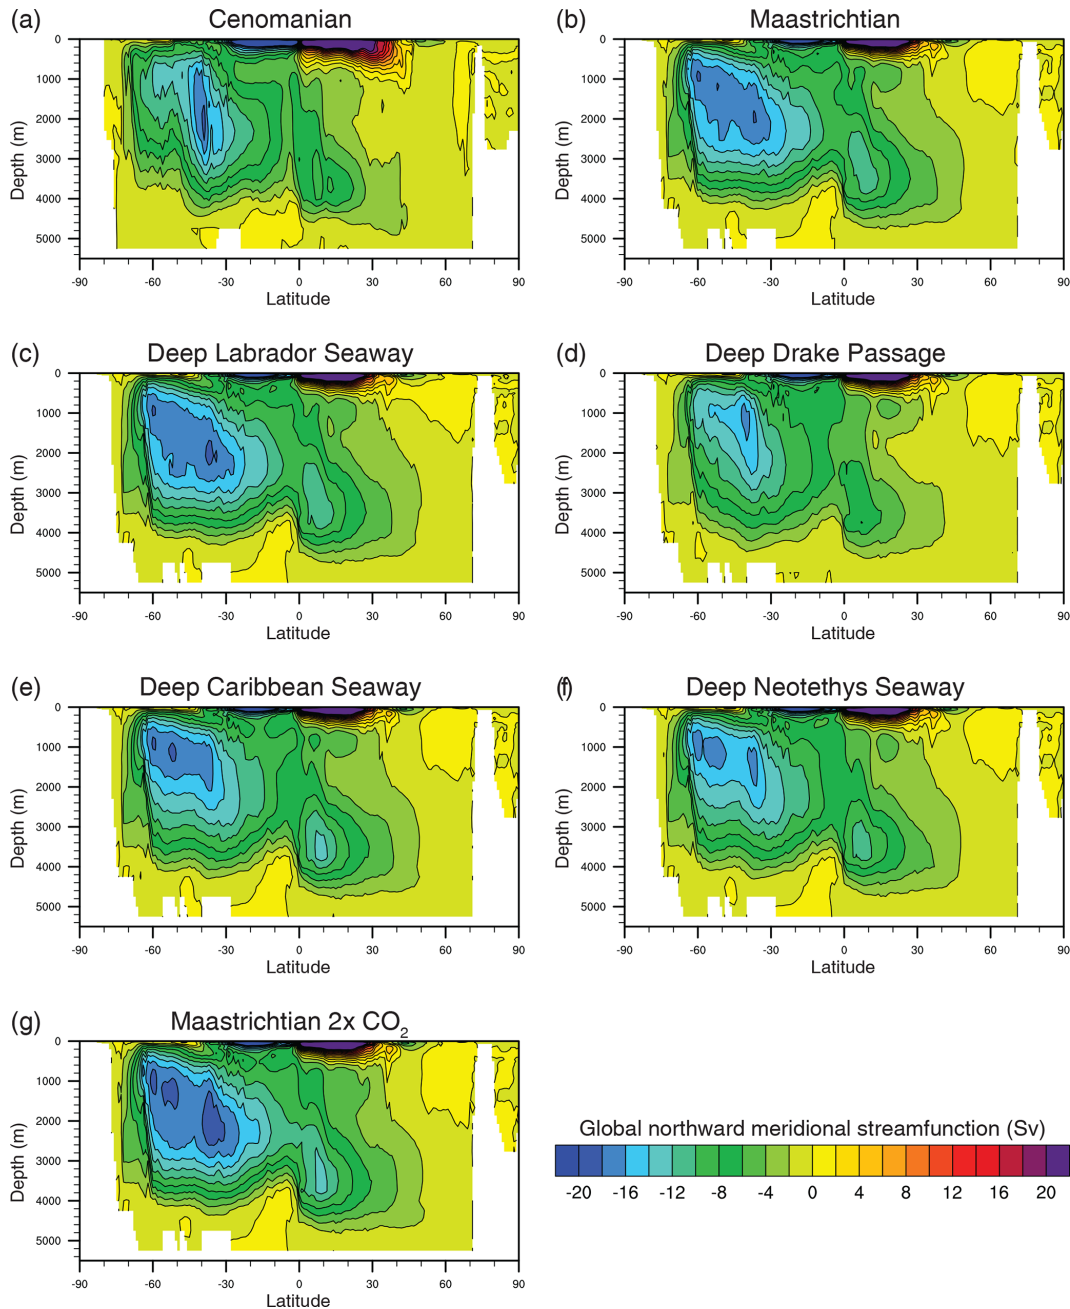 (a) Cenomanian
0
1000
2000
3000
4000
5000
Depth (m)
-90 -60 -30 0 30 60 90
Latitude
(b) Maastrichtian
0
1000
2000
3000
4000
5000
Depth (m)
-90 -60 -30 0 30 60 90
Latitude
(c) Deep Labrador Seaway
0
1000
2000
3000
4000
5000
Depth (m)
-90 -60 -30 0 30 60 90
Latitude
(d) Deep Drake Passage
0
1000
2000
3000
4000
5000
Depth (m)
-90 -60 -30 0 30 60 90
Latitude
(e) Deep Caribbean Seaway
0
1000
2000
3000
4000
5000
Depth (m)
-90 -60 -30 0 30 60 90
Latitude
(f) Deep Neotethys Seaway
0
1000
2000
3000
4000
5000
Depth (m)
-90 -60 -30 0 30 60 90
Latitude
(g) Maastrichtian 2x CO₂
0
1000
2000
3000
4000
5000
Depth (m)
-90 -60 -30 0 30 60 90
Latitude
Global northward meridional streamfunction (Sv)
-20 -16 -12 -8 -4 0 4 8 12 16 20